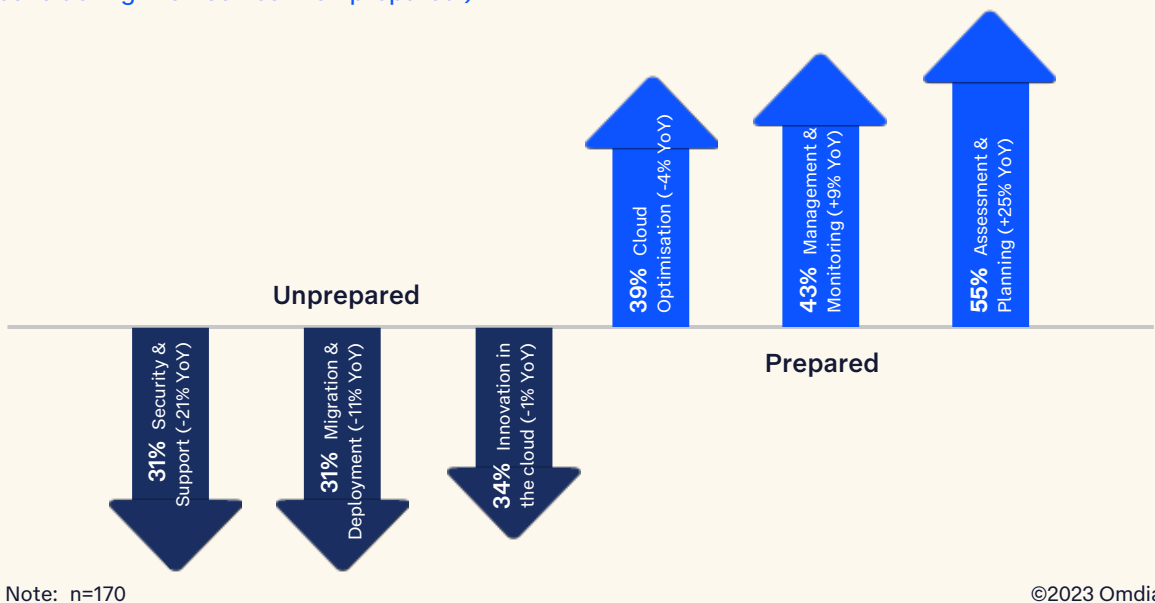 Unprepared
31% Security &
Support (-21% YoY)
31% Migration &
Deployment (-11% YoY)
34% Innovation in
the cloud (-1% YoY)
39% Cloud
Optimisation (-4% YoY)
43% Management &
Monitoring (+9% YoY)
55% Assessment &
Planning (+25% YoY)
Prepared
Note: n=170
©2023 Omdia